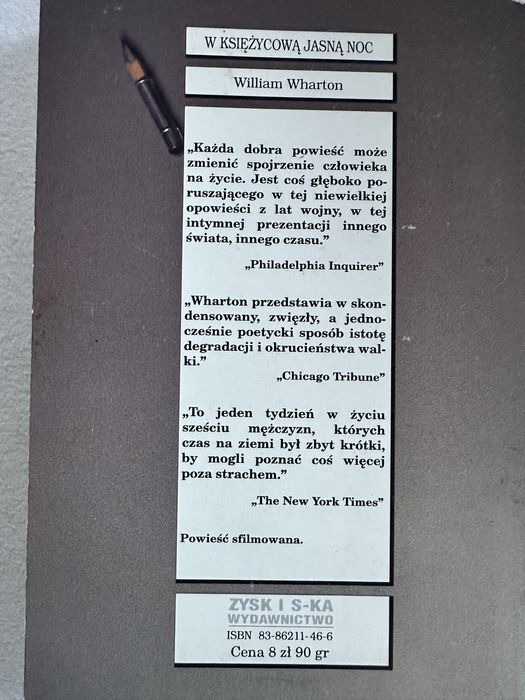 W KSIĘŻYCOWĄ JASNĄ NOC
William Wharton
„Każda dobra powieść może
zmienić spojrzenie człowieka
na życie. Jest coś głęboko po-
ruszającego w tej niewielkiej
opowieści z lat wojny, w tej
intymnej prezentacji innego
świata, innego czasu.”
„Philadelphia Inquirer”
„Wharton przedstawia w skon-
densowany, zwięzły, a jedno-
cześnie poetycki sposób istotę
degradacji i okrucieństwa wal-
ki.”
„Chicago Tribune”
„To jeden tydzień w życiu
sześciu mężczyzn, których
czas na ziemi był zbyt krótki,
by mogli poznać coś więcej
poza strachem.”
„The New York Times”
Powieść sfilmowana.
ZYSK I S-KA
WYDAWNICTWO
ISBN 83-86211-46-6
Cena 8 zł 90 gr